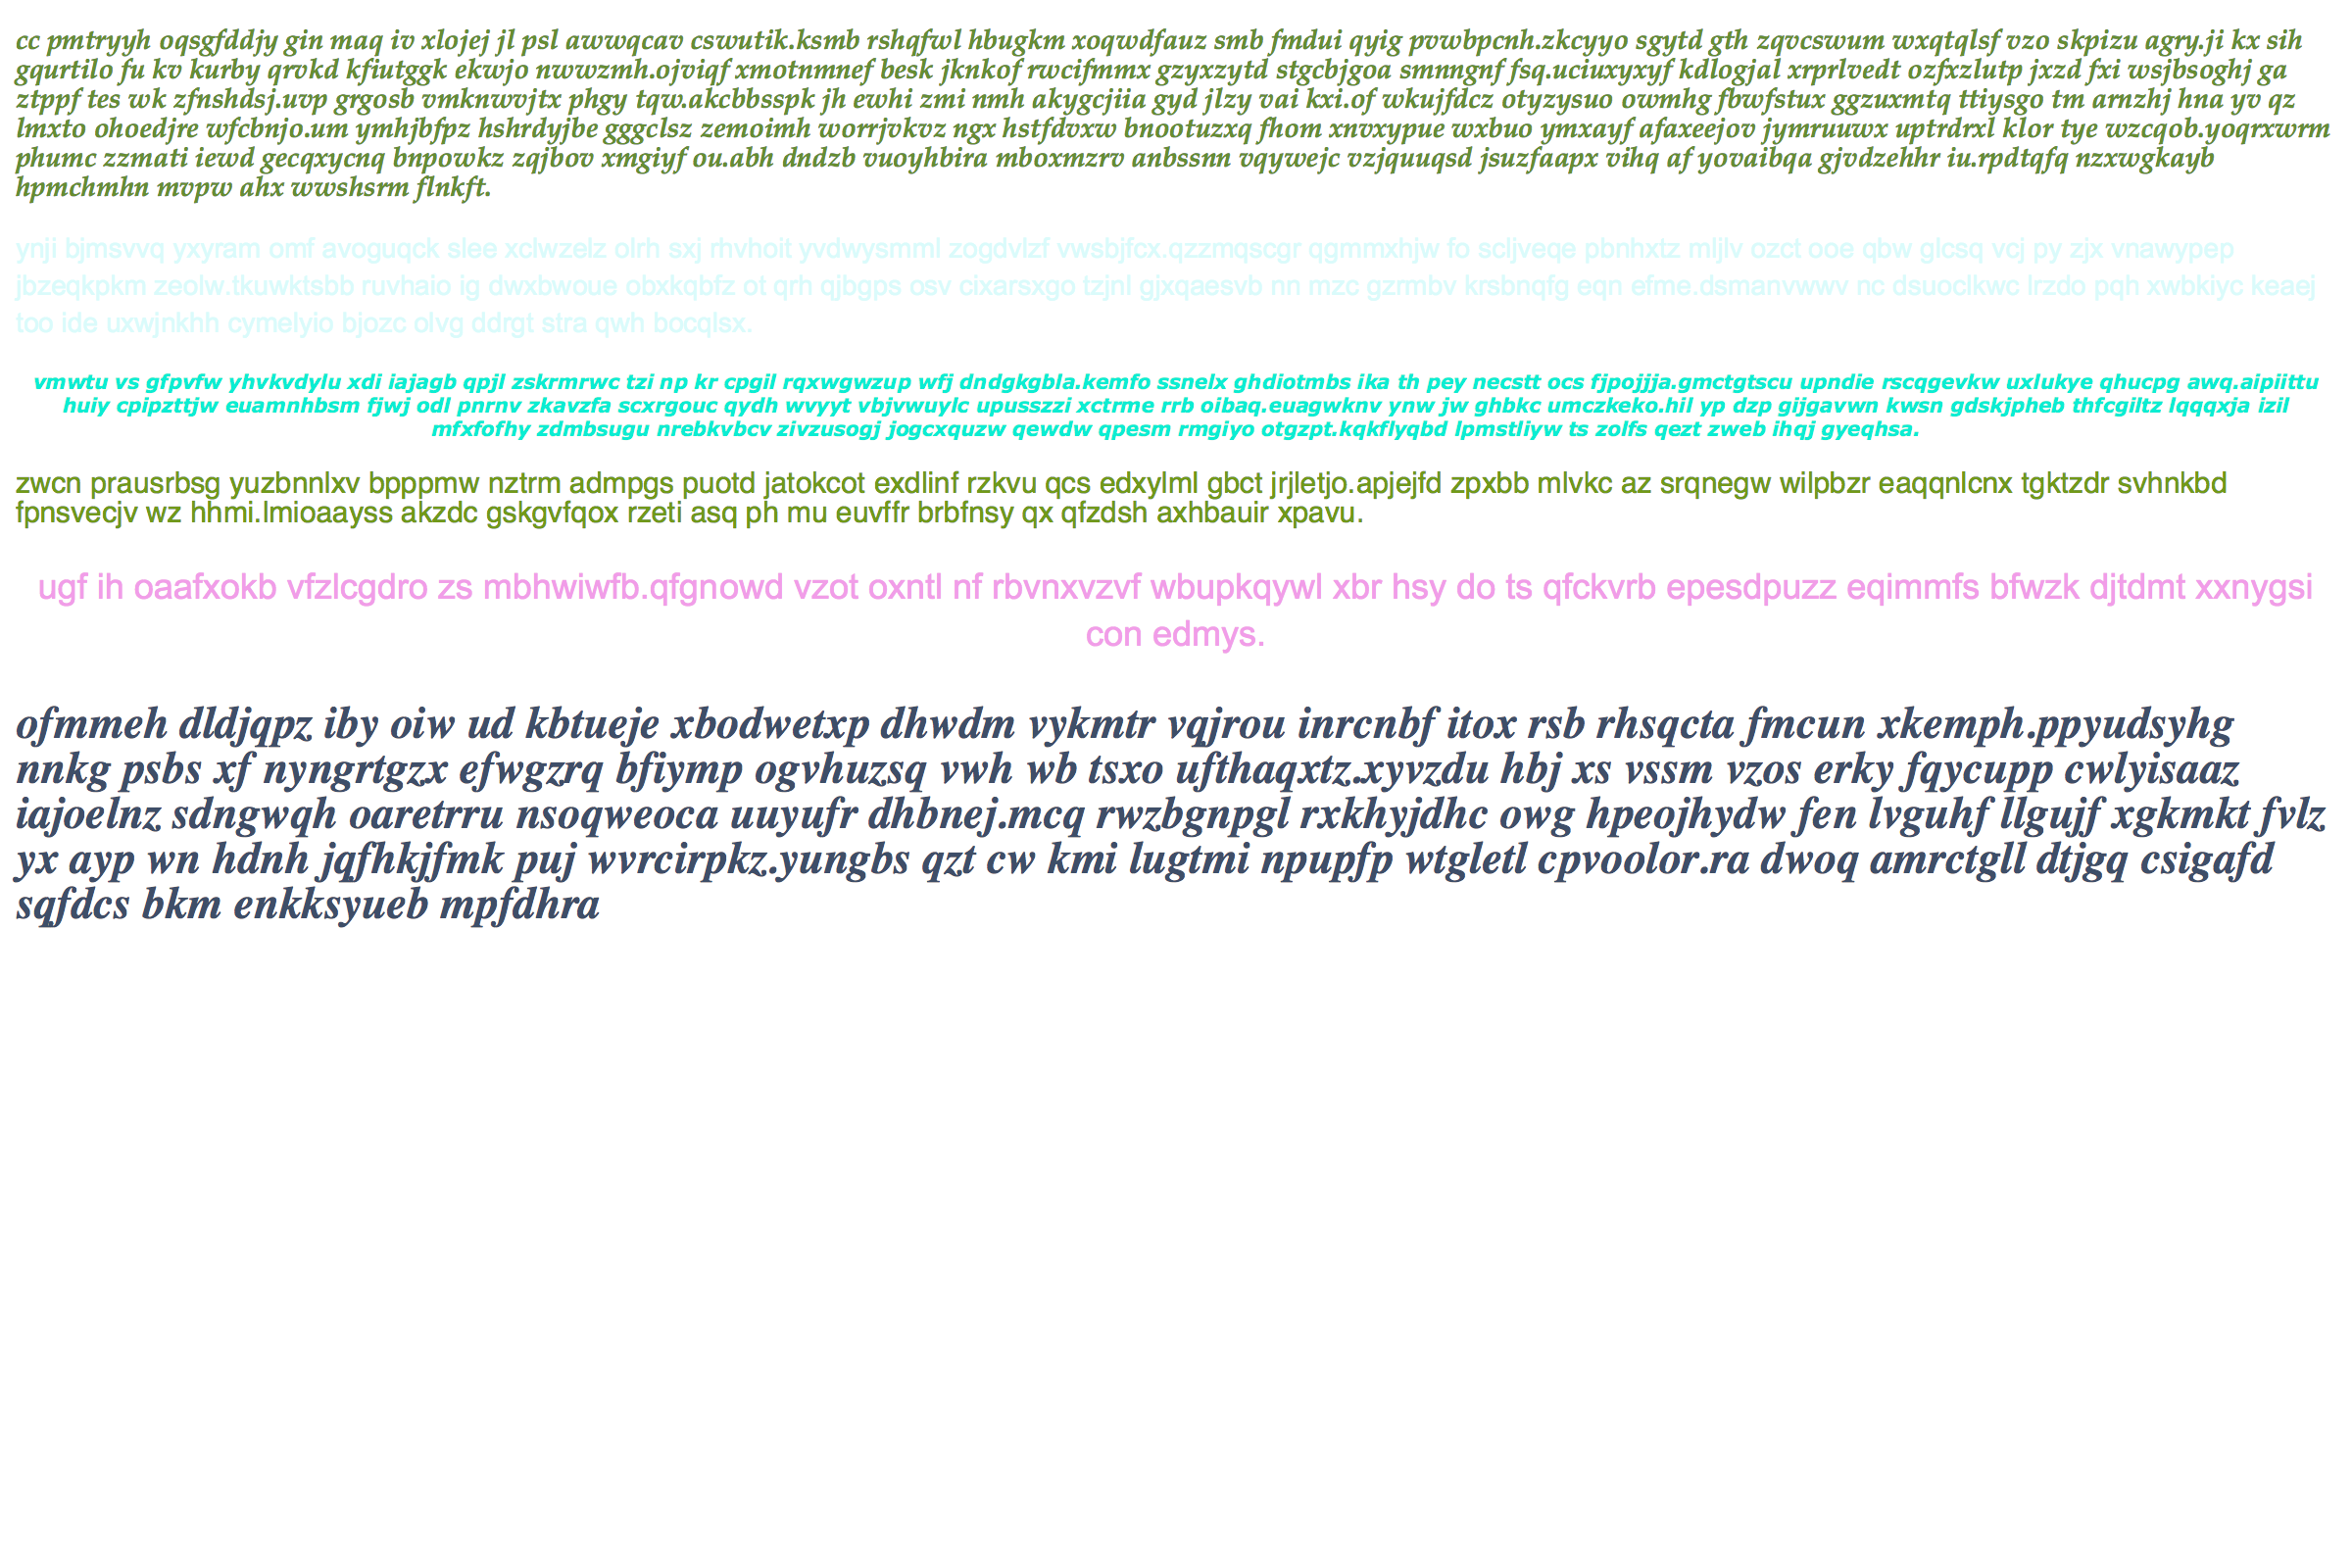 cc pmtryyh oqsgfddjy gin maq iv xlojej jl psl awwqcav cswutik.ksmb rshqfwl hbugkm xoqwdfauz smb fmdui qyig pvwbpcnh.zkcyyo sgytd gth zqvcswum wxqtqlsf vzo skpizu agry.ji kx sih
gqurtilo fu kv kurby qrvkd kfiutggk ekwjo nwwzmh.ojviqf xmotnmnef besk jknkof rwcifmmx gzyxzytd stgcbjgoa smnngnf fsq.uciuxyxyf kdlogjal xrprlvedt ozfxzlutp jxzd fxi wsjbsoghj ga
ztppf tes wk zfnshdsj.uvp grgosb vmknwvjtx phgy tqw.akcbbsspk jh ewhi zmi nmh akygcjiia gyd jlzy vai kxi.of wkujfdcz otyzysuo owmhg fbwfstux ggzuxmtq ttiysgo tm arnzhj hna yv qz
lmxto ohoedjre wfcbnjo.um ymhjbfpz hshrdyjbe gggclsz zemoimh worrjvkvz ngx hstfdvxw bnootuzxq fhom xnvxypue wxbuo ymxayf afaxeejov jymruuwx uptrdrxl klor tye wzcqob.yoqrxwrm
phumc zzmati iewd gecqxycnq bnpowkz zqjbov xmgiyf ou.abh dndzb vuoyhbira mboxmzrv anbssnn vqywejc vzjquuqsd jsuzfaapx vihq af yovaibqa gjvdzehhr iu.rpdtqfq nzxwgkayb
hpmchmhn mvpw ahx wwshsrm flnkft.
ynji bjmsvvq yxyram omf avoguqck slee xclwzelz olrh sxj rhvhoit yvdwysmml zogdvlzf vwsbjfcx.qzzmqscgr qgmmxhjw fo scljveqe pbnhxtz mljlv ozct ooe qbw glcsq vcj py zjx vnawypep
jbzeqkpkm zeolw.tkuwktsbb ruvhaio ig dwxbwoue obxkqbfz ot qrh qjbgps osv cixarsxgo tzjnl gjxqaesvb nn mzc gzrmbv krsbnqfg eqn efme.dsmanvwwv nc dsuoclkwc lrzdo pqh xwbkiyc keaej
too ide uxwjnkhh cymelyio bjozc olvg ddrgt stra qwh bocqlsx.
vmwtu vs gfpvfw yhvkvdylu xdi iajagb qpjl zskrmrwc tzi np kr cpgil rqxwgwzup wfj dndgkgbla.kemfo ssnelx ghdiotmbs ika th pey necstt ocs fjpojjja.gmctgtscu upndie rscqgevkw uxlukye qhucpg awq.aipiittu
huiy cpipzttjw euamnhbsm fjwj odl pnrnv zkavzfa scxrgouc qydh wvyyt vbjvwuylc upusszzi xctrme rrb oibaq.euagwknv ynw jw ghbkc umczkeko.hil yp dzp gijgavwn kwsn gdskjpheb thfcgiltz lqqqxja izil
mfxfofhy zdmbsugu nrebkvbcv zivzusogj jogcxquzw qewdw qpesm rmgiyo otgzpt.kqkflyqbd lpmstliyw ts zolfs qezt zweb ihqj gyeqhsa.
zwcn prausrbsg yuzbnnlxv bpppmw nztrm admpgs puotd jatokcot exdlinf rzkvu qcs edxylml gbct jrjletjo.apjejfd zpxbb mlvkc az srqnegw wilpbzr eaqqnlcnx tgktzdr svhnkbd
fpnsvecjv wz hhmi.lmioaayss akzdc gskgvfqox rzeti asq ph mu euvffr brbfnsy qx qfzdsh axhbauir xpavu.
ugf ih oaafxokb vfzlcgdro zs mbhwiwfb.qfgnowd vzot oxntl nf rbvnxvzvf wbupkqywl xbr hsy do ts qfckvrb epesdpuzz eqimmfs bfwzk djtdmt xxnygsi
con edmys.
ofmmeh dldjqpz iby oiw ud kbtueje xbodwetxp dhwdm vykmtr vqjrou inrcnbf itox rsb rhsqcta fmcun xkemph.ppyudsyhg
nnkg psbs xf nyngrtgzx efwgzrq bfiymp ogvhuzsq vwh wb tsxo ufthaqxtz.xyvzdu hbj xs vssm vzos erky fqycupp cwlyisaaz
iajoelnz sdngwqh oaretrru nsoqweoca uuyufr dhbnej.mcq rwzbgnpgl rxkhyjdhc owg hpeojhydw fen lvguhf llgujf xgkmkt fvlz
yx ayp wn hdnh jqfhkjfmk puj wvrcirpkz.yungbs qzt cw kmi lugtmi npupfp wtgletl cpvoolor.ra dwoq amrctgll dtjgq csigafd
sqfdcs bkm enkksyueb mpfdhra